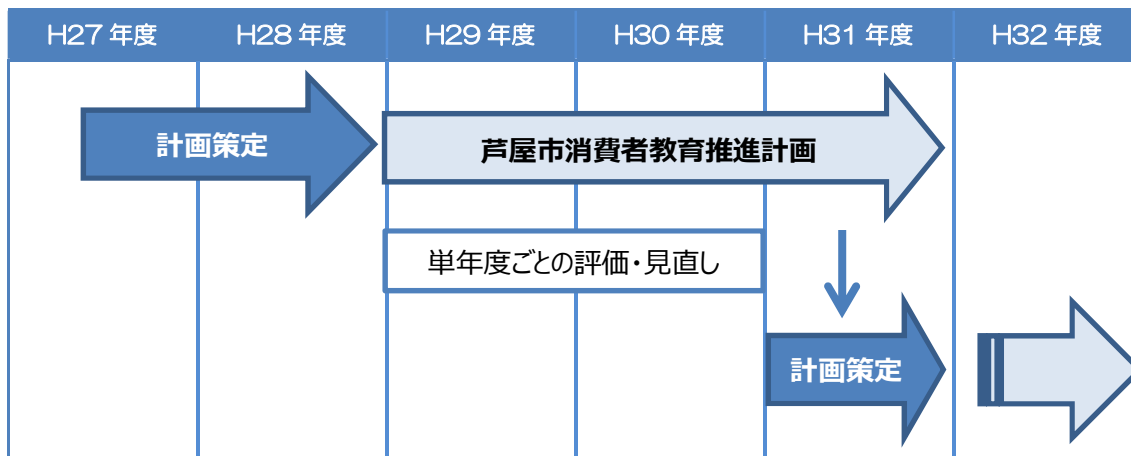 H27 年度
H28 年度
H29 年度
H30 年度
H31 年度
H32 年度
計画策定
芦屋市消費者教育推進計画
単年度ごとの評価・見直し
計画策定